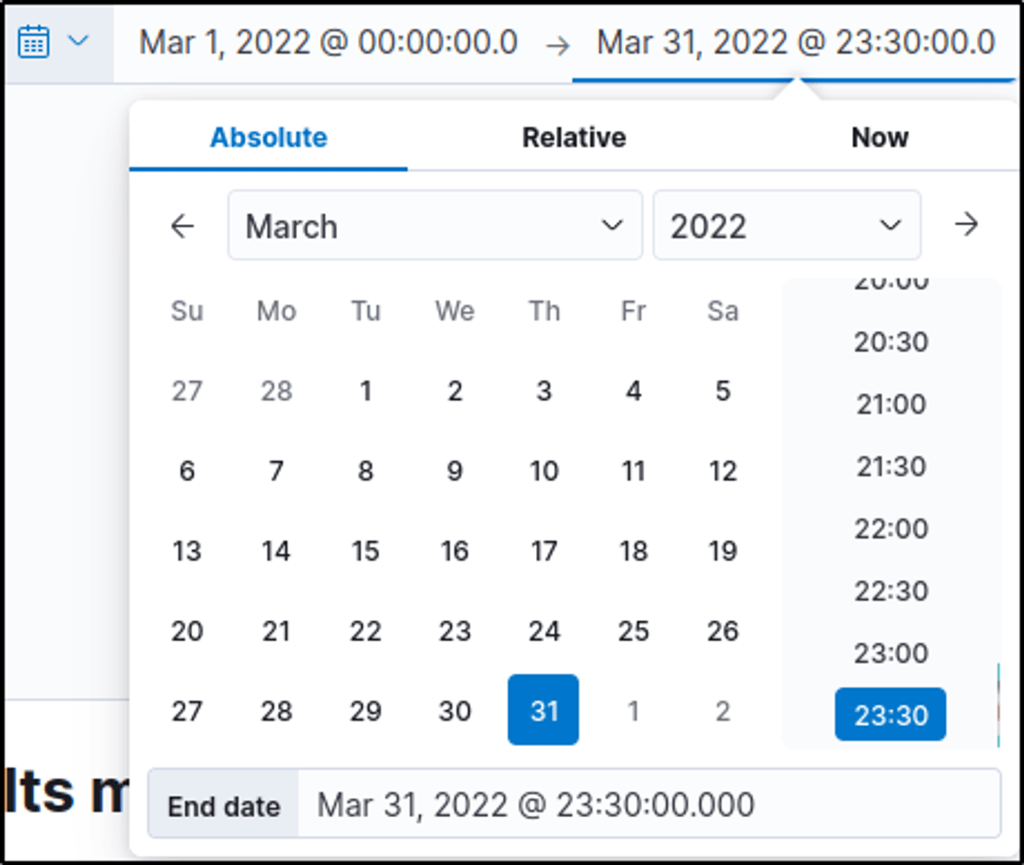 Mar 1, 2022 @ 00:00:00.0 → Mar 31, 2022 @ 23:30:00.0
Absolute Relative Now
← March 2022 →
Su Mo Tu We Th Fr Sa
27 28 1 2 3 4 5
6 7 8 9 10 11 12
13 14 15 16 17 18 19
20 21 22 23 24 25 26
27 28 29 30 31 1 2
20:00
20:30
21:00
21:30
22:00
22:30
23:00
23:30
lts m
End date Mar 31, 2022 @ 23:30:00.000